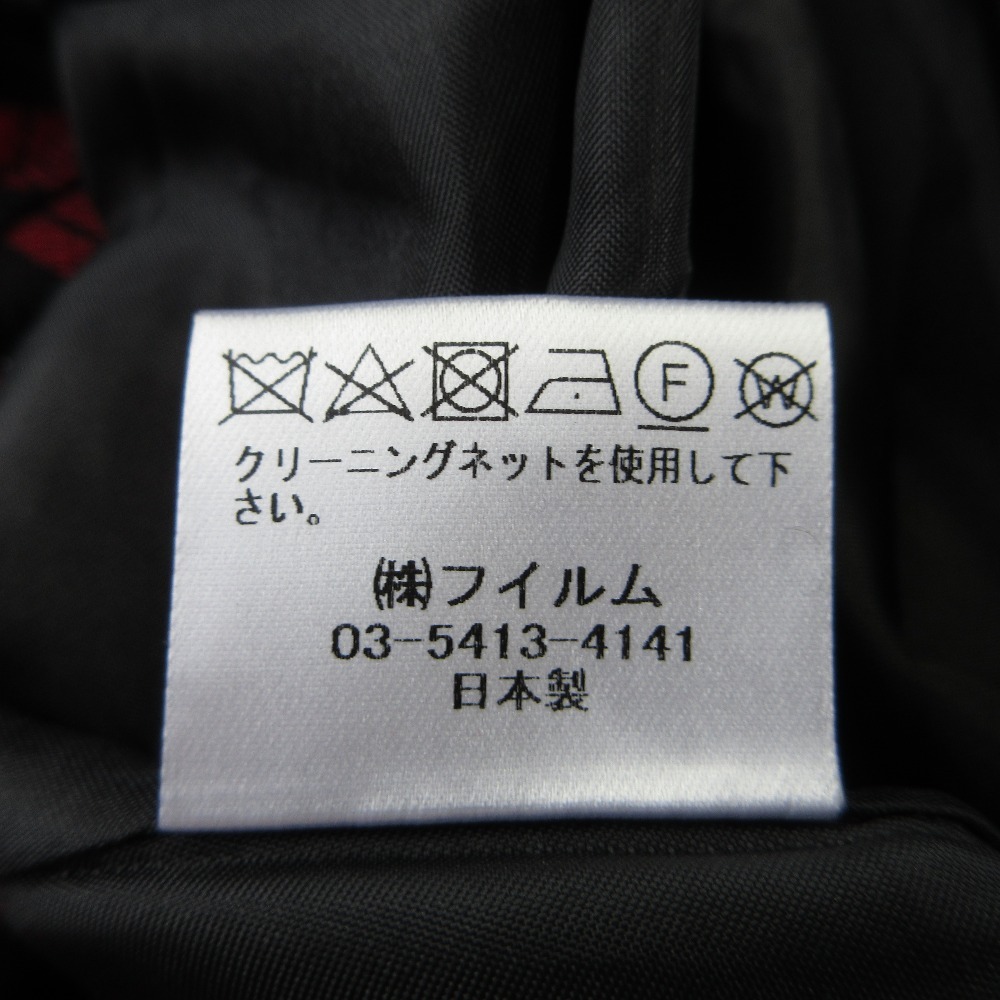 F W
クリーニングネットを使用して下
さい。
㈱フイルム
03-5413-4141
日本製